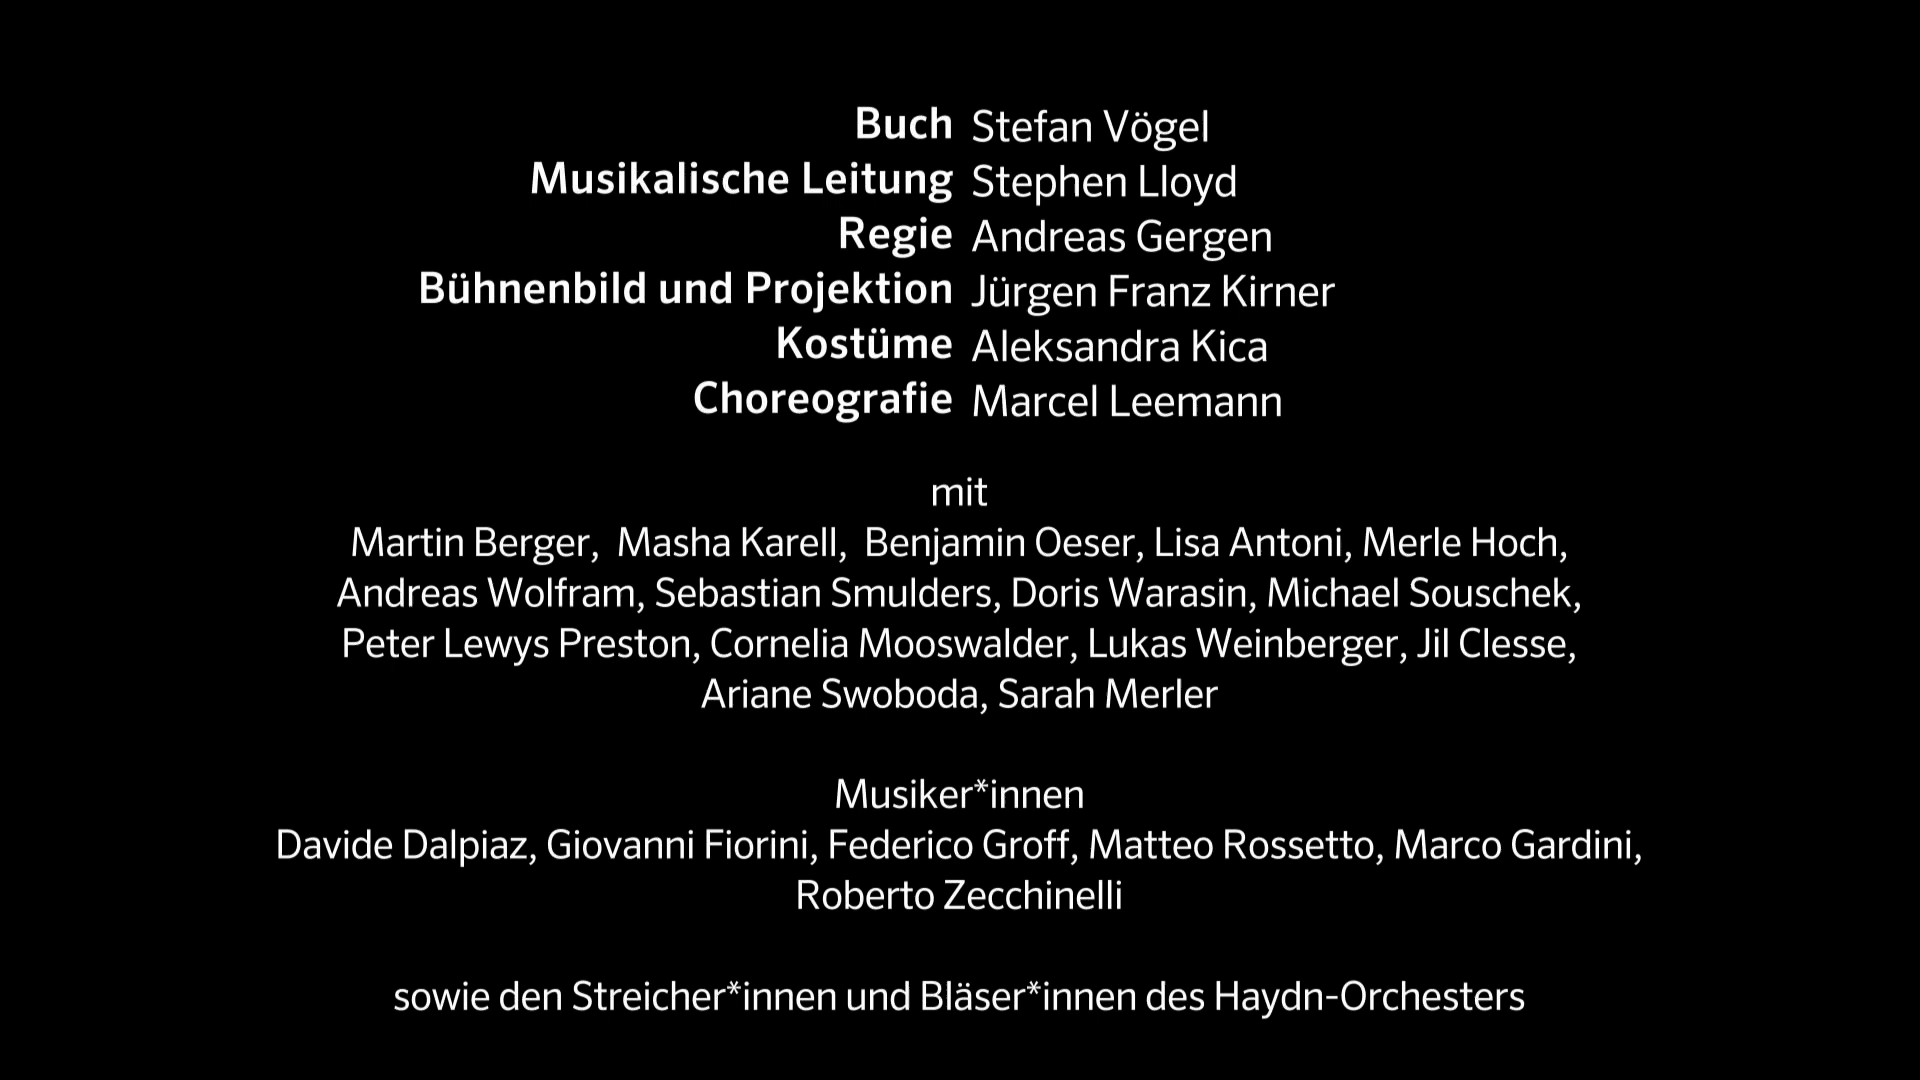 Buch Stefan Vögel
Musikalische Leitung Stephen Lloyd
Regie Andreas Gergen
Bühnenbild und Projektion Jürgen Franz Kirner
Kostüme Aleksandra Kica
Choreografie Marcel Leemann
mit
Martin Berger, Masha Karell, Benjamin Oeser, Lisa Antoni, Merle Hoch,
Andreas Wolfram, Sebastian Smulders, Doris Warasin, Michael Souschek,
Peter Lewys Preston, Cornelia Mooswalder, Lukas Weinberger, Jil Clesse,
Ariane Swoboda, Sarah Merler
Musiker*innen
Davide Dalpiaz, Giovanni Fiorini, Federico Groff, Matteo Rossetto, Marco Gardini,
Roberto Zecchinelli
sowie den Streicher*innen und Bläser*innen des Haydn-Orchesters